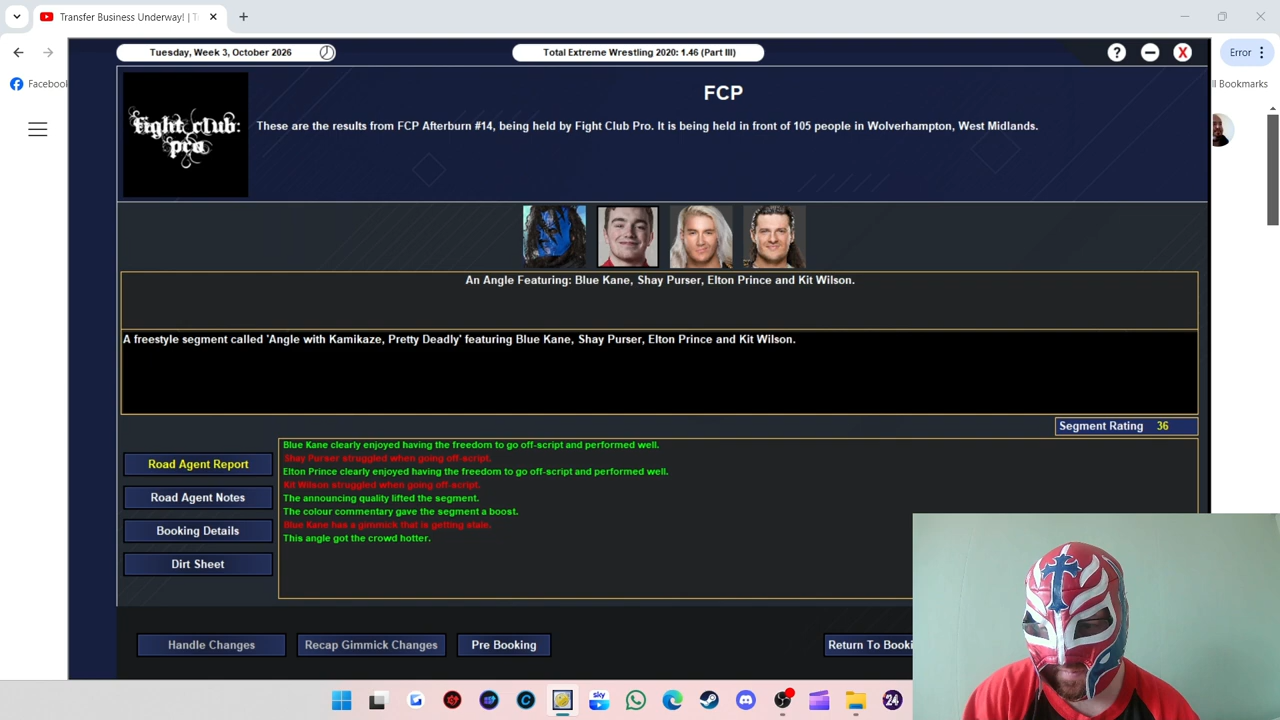 Transfer Business Underway! | T
Tuesday, Week 3, October 2026
Total Extreme Wrestling 2020: 1.46 (Part III)
?
X
Error
Facebook
ll Bookmarks
fight club:
pro
FCP
These are the results from FCP Afterburn #14, being held by Fight Club Pro. It is being held in front of 105 people in Wolverhampton, West Midlands.
An Angle Featuring: Blue Kane, Shay Purser, Elton Prince and Kit Wilson.
A freestyle segment called 'Angle with Kamikaze, Pretty Deadly' featuring Blue Kane, Shay Purser, Elton Prince and Kit Wilson.
Segment Rating 36
Road Agent Report
Road Agent Notes
Booking Details
Dirt Sheet
Blue Kane clearly enjoyed having the freedom to go off-script and performed well.
Shay Purser struggled when going off-script.
Elton Prince clearly enjoyed having the freedom to go off-script and performed well.
Kit Wilson struggled when going off-script.
The announcing quality lifted the segment.
The colour commentary gave the segment a boost.
Blue Kane has a gimmick that is getting stale.
This angle got the crowd hotter.
Handle Changes
Recap Gimmick Changes
Pre Booking
Return To Booki
sky
24